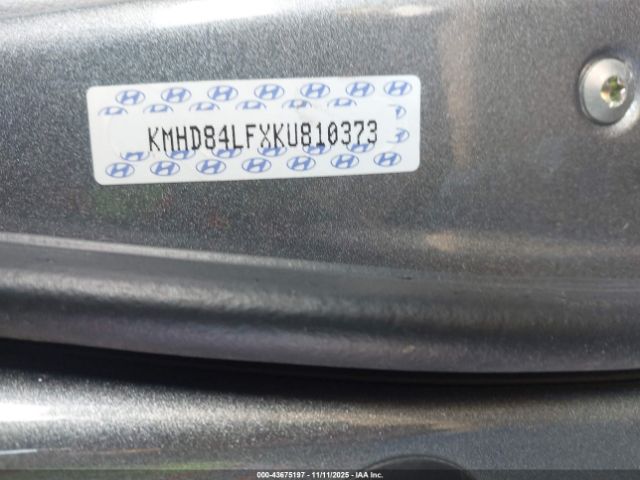 KMHD84LFXKU810373
000-43675197 - 11/11/2025 - IAA Inc.